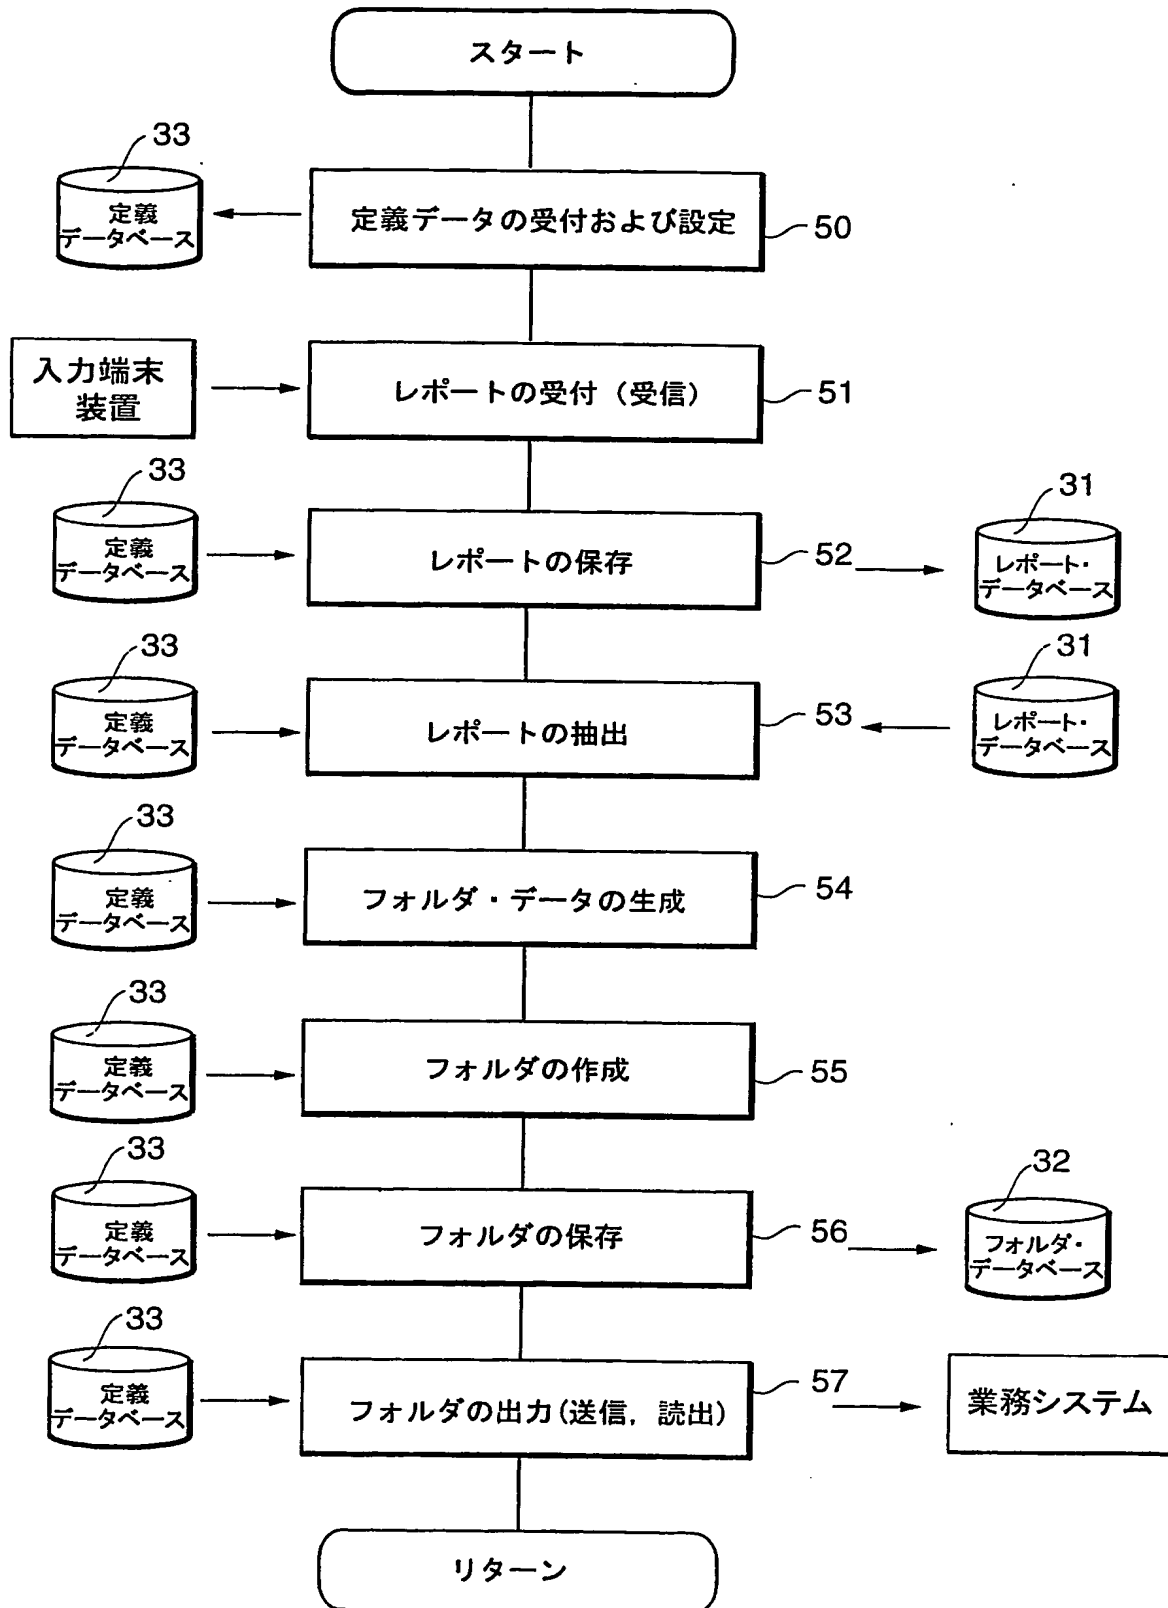 スタート
33
定義
データベース
定義データの受付および設定
50
入力端末
装置
レポートの受付（受信）
51
33
定義
データベース
レポートの保存
52
31
レポート・
データベース
33
定義
データベース
レポートの抽出
53
31
レポート・
データベース
33
定義
データベース
フォルダ・データの生成
54
33
定義
データベース
フォルダの作成
55
33
定義
データベース
フォルダの保存
56
32
フォルダ・
データベース
33
定義
データベース
フォルダの出力(送信，読出)
57
業務システム
リターン